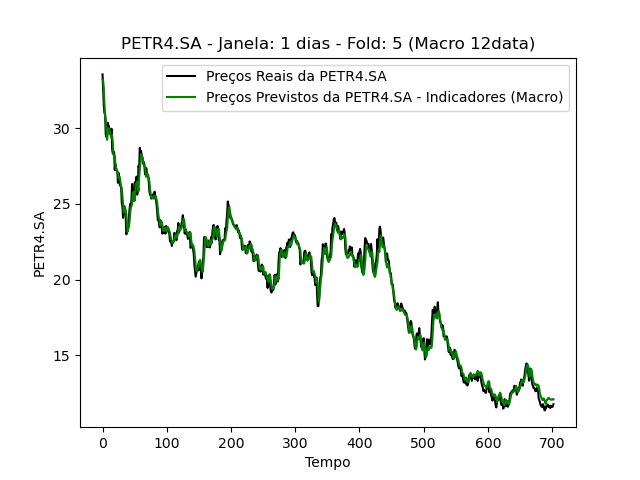 PETR4.SA - Janela: 1 dias - Fold: 5 (Macro 12data)
Preços Reais da PETR4.SA
Preços Previstos da PETR4.SA - Indicadores (Macro)
PETR4.SA
30
25
20
15
0 100 200 300 400 500 600 700
Tempo